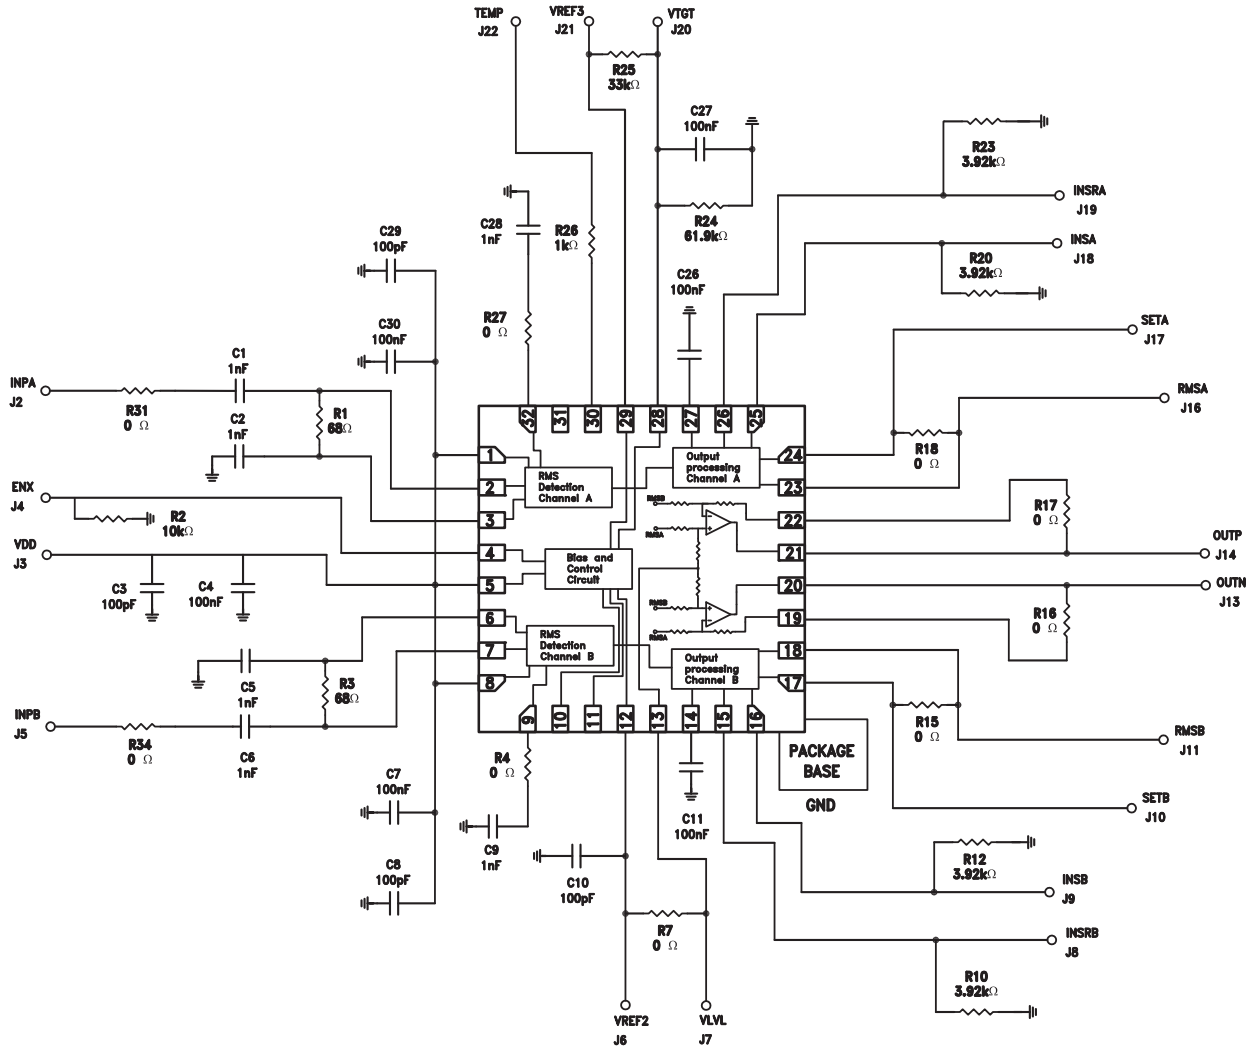 TEMP
J22
VREF3
J21
VTGT
J20
R25
33kΩ
C27
100nF
R23
3.92kΩ
INSRA
J19
C28
1nF
R26
1kΩ
R24
61.9kΩ
C29
100pF
INSA
J18
R20
3.92kΩ
C26
100nF
R27
0 Ω
C30
100nF
SETA
J17
C1
1nF
INPA
J2
R31
0 Ω
R1
68Ω
C2
1nF
RMSA
J16
R18
0 Ω
32
31
30
29
28
27
26
25
1
2
3
4
5
6
7
8
24
23
22
21
20
19
18
17
9
10
11
12
13
14
15
16
RMS
Detection
Channel A
Output
processing
Channel A
RMSB
RMSA
Bias and
Control
Circuit
RMSB
RMSA
RMS
Detection
Channel B
Output
processing
Channel B
ENX
J4
R2
10kΩ
VDD
J3
C3
100pF
C4
100nF
R17
0 Ω
OUTP
J14
OUTN
J13
R16
0 Ω
C5
1nF
R3
68Ω
INPB
J5
R34
0 Ω
C6
1nF
R15
0 Ω
RMSB
J11
PACKAGE
BASE
GND
SETB
J10
R4
0 Ω
C7
100nF
C9
1nF
C11
100nF
C8
100pF
C10
100pF
R12
3.92kΩ
INSB
J9
R7
0 Ω
INSRB
J8
R10
3.92kΩ
VREF2
J6
VLVL
J7